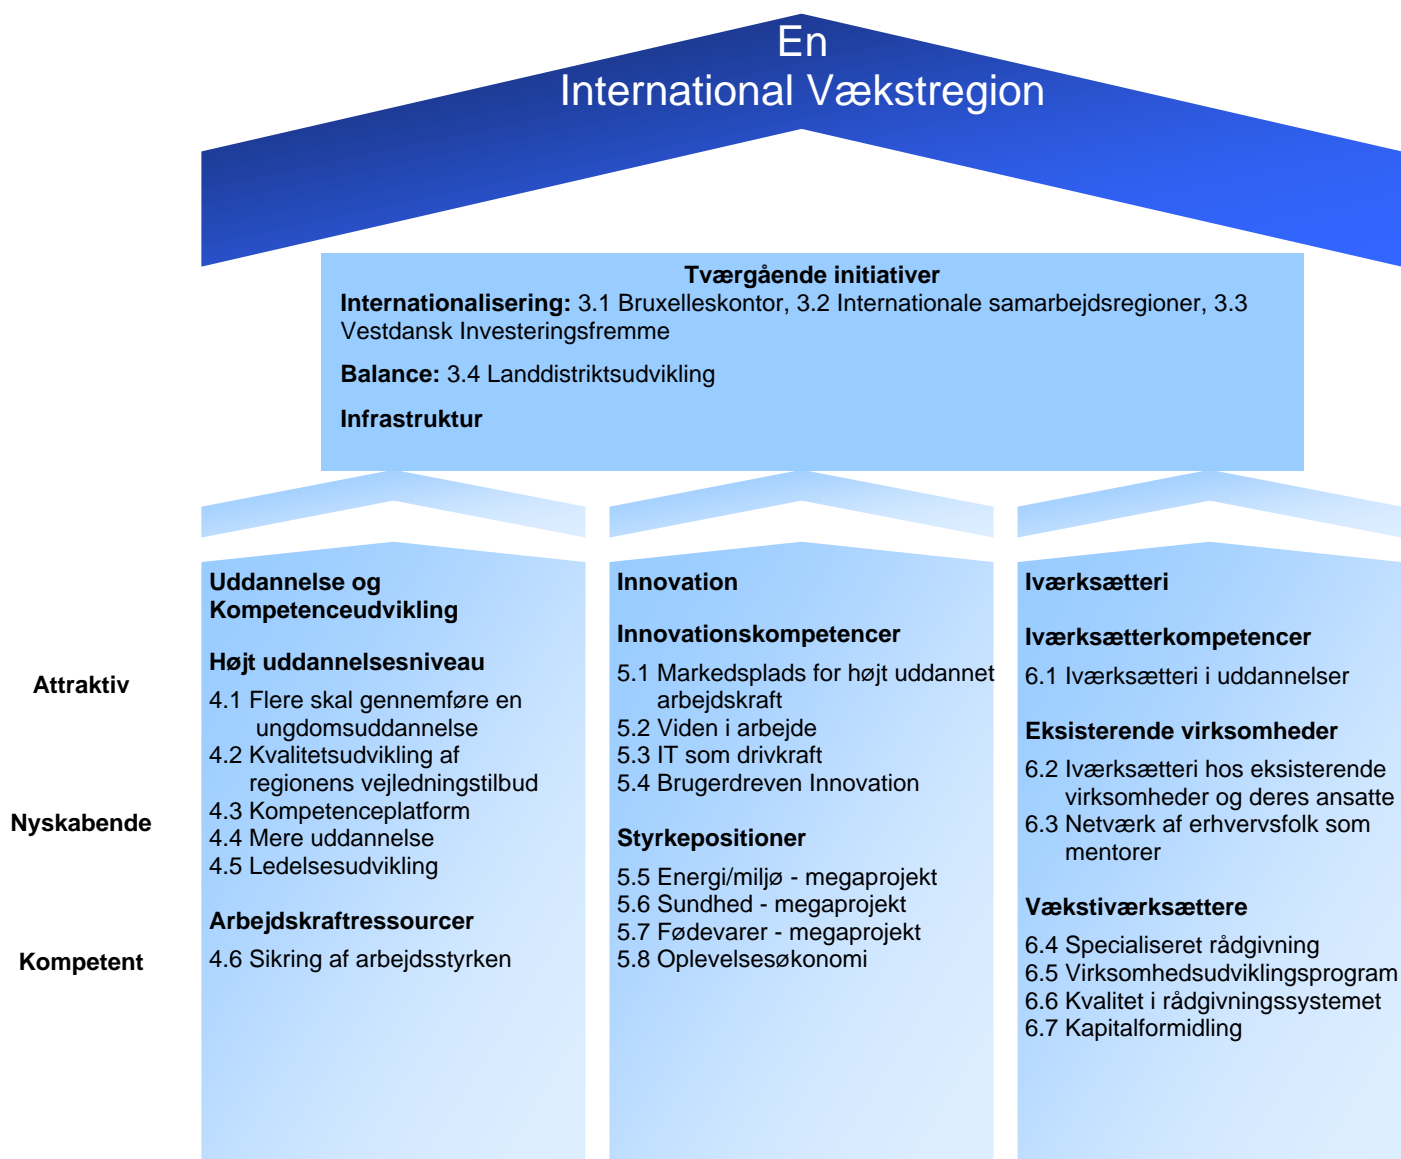 En
International Vækstregion
Tværgående initiativer
Internationalisering: 3.1 Bruxelleskontor, 3.2 Internationale samarbejdsregioner, 3.3
Vestdansk Investeringsfremme
Balance: 3.4 Landdistriktsudvikling
Infrastruktur
Attraktiv
Nyskabende
Kompetent
Uddannelse og
Kompetenceudvikling
Højt uddannelsesniveau
4.1 Flere skal gennemføre en
ungdomsuddannelse
4.2 Kvalitetsudvikling af
regionens vejledningstilbud
4.3 Kompetenceplatform
4.4 Mere uddannelse
4.5 Ledelsesudvikling
Arbejdskraftressourcer
4.6 Sikring af arbejdsstyrken
Innovation
Innovationskompetencer
5.1 Markedsplads for højt uddannet
arbejdskraft
5.2 Viden i arbejde
5.3 IT som drivkraft
5.4 Brugerdreven Innovation
Styrkepositioner
5.5 Energi/miljø - megaprojekt
5.6 Sundhed - megaprojekt
5.7 Fødevarer - megaprojekt
5.8 Oplevelsesøkonomi
Iværksætteri
Iværksætterkompetencer
6.1 Iværksætteri i uddannelser
Eksisterende virksomheder
6.2 Iværksætteri hos eksisterende
virksomheder og deres ansatte
6.3 Netværk af erhvervsfolk som
mentorer
Vækstiværksættere
6.4 Specialiseret rådgivning
6.5 Virksomhedsudviklingsprogram
6.6 Kvalitet i rådgivningssystemet
6.7 Kapitalformidling